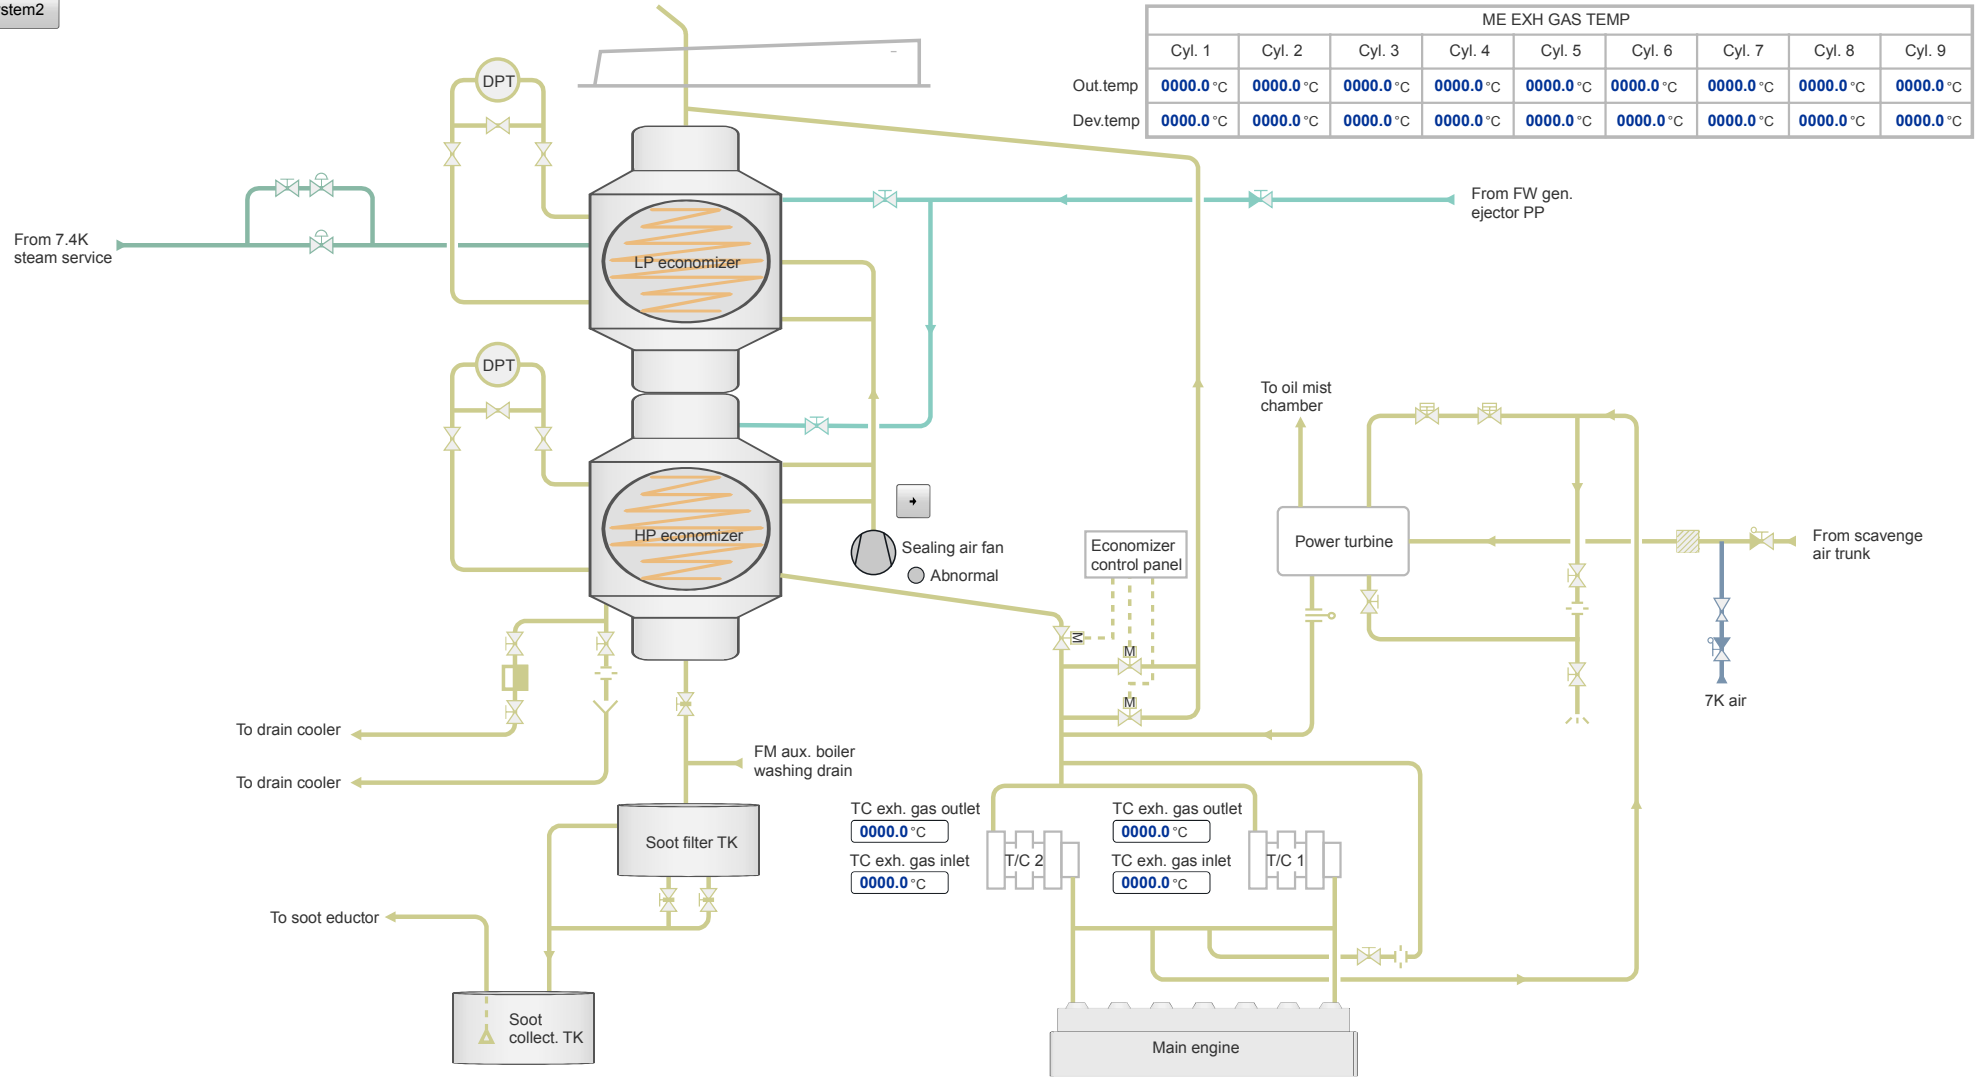 ME EXH GAS TEMP
Cyl. 1 Cyl. 2 Cyl. 3 Cyl. 4 Cyl. 5 Cyl. 6 Cyl. 7 Cyl. 8 Cyl. 9
Out.temp 0000.0 °C 0000.0 °C 0000.0 °C 0000.0 °C 0000.0 °C 0000.0 °C 0000.0 °C 0000.0 °C 0000.0 °C
Dev.temp 0000.0 °C 0000.0 °C 0000.0 °C 0000.0 °C 0000.0 °C 0000.0 °C 0000.0 °C 0000.0 °C 0000.0 °C
DPT
From FW gen.
ejector PP
From 7.4K
steam service
LP economizer
DPT
To oil mist
chamber
HP economizer
Sealing air fan
Abnormal
Economizer
control panel
Power turbine
From scavenge
air trunk
M
M
M
7K air
To drain cooler
FM aux. boiler
washing drain
To drain cooler
TC exh. gas outlet
0000.0 °C
TC exh. gas inlet
0000.0 °C
T/C 2
TC exh. gas outlet
0000.0 °C
TC exh. gas inlet
0000.0 °C
T/C 1
Soot filter TK
To soot eductor
Soot
collect. TK
Main engine